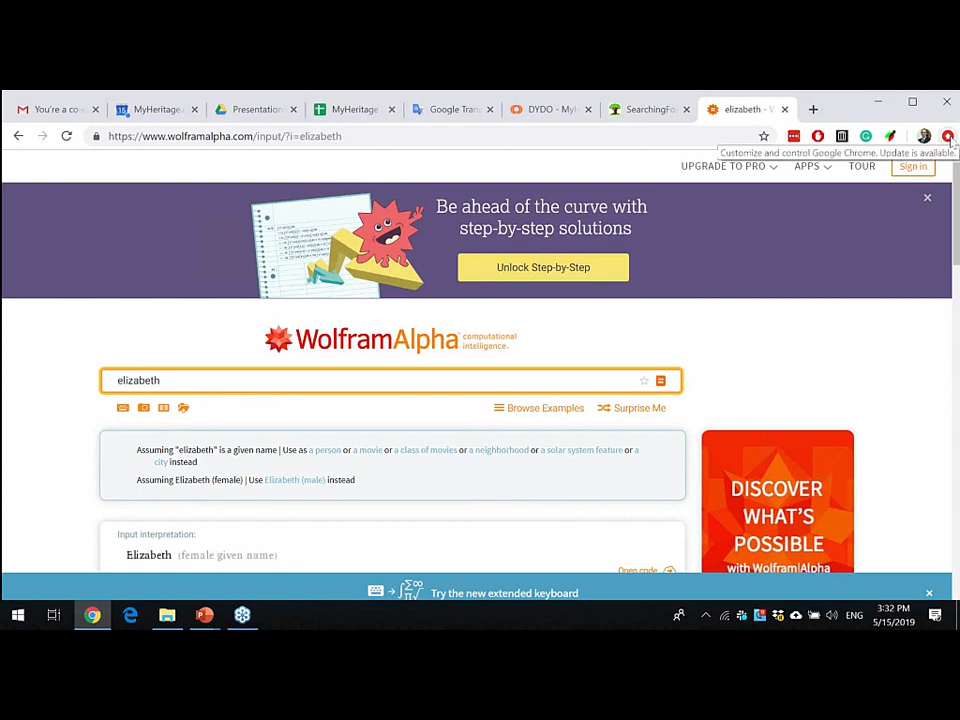 You're a co-
MyHeritage
Presentation
MyHeritage
Google Tran
DYDO - MyH
SearchingFo
elizabeth - W
https://www.wolframalpha.com/input/?i=elizabeth
Customize and control Google Chrome. Update is available.
UPGRADE TO PRO APPS TOUR Sign in
Be ahead of the curve with
step-by-step solutions
Unlock Step-by-Step
WolframAlpha computational
intelligence.
elizabeth
Browse Examples Surprise Me
Assuming "elizabeth" is a given name | Use as a person or a movie or a class of movies or a neighborhood or a solar system feature or a
city instead
Assuming Elizabeth (female) | Use Elizabeth (male) instead
Input interpretation:
Elizabeth (female given name)
Open code
DISCOVER
WHAT'S
POSSIBLE
with Wolfram|Alpha
Try the new extended keyboard
ENG
3:32 PM
5/15/2019